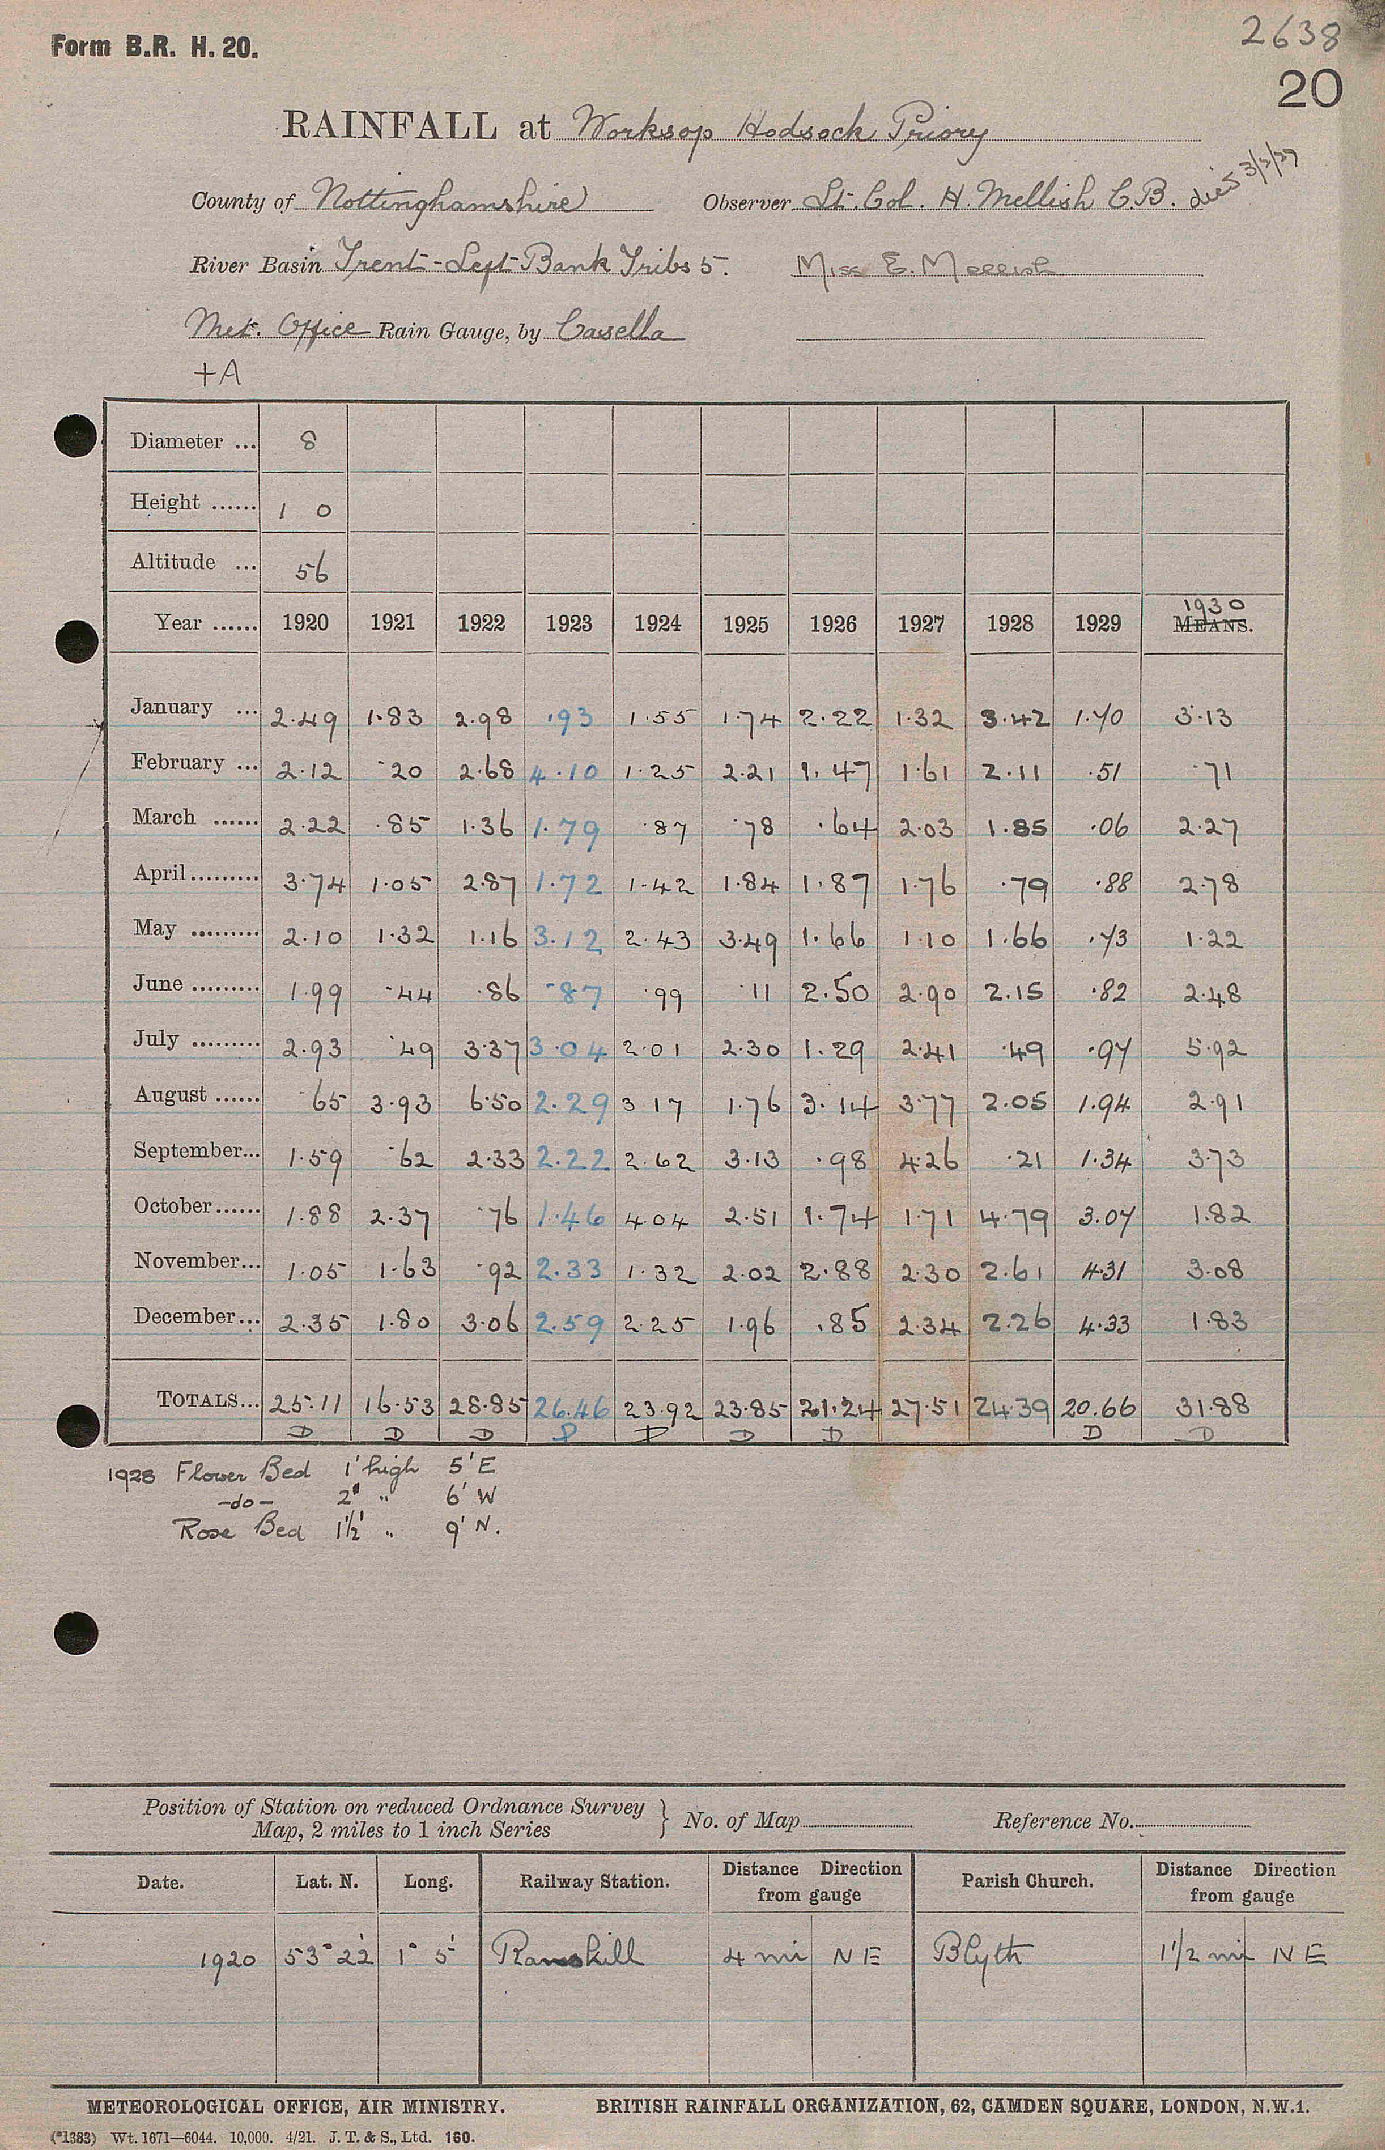 2638
Form B.R. H. 20.
20
RAINFALL at Worksop Hodsock Priory
County of Nottinghamshire Observer Lt. Col. H. Mellish C.B. died 3/2/27
River Basin Trent - Left Bank Tribs 5. Miss E. Mellish
Met. Office Rain Gauge, by Casella
+A
Diameter ... 8
Height ...... 1 0
Altitude ... 56
1930
Year ...... 1920 1921 1922 1923 1924 1925 1926 1927 1928 1929 MEANS.
January ... 2.49 1.83 2.98 .93 1.55 1.74 2.22 1.32 3.42 1.70 3.13
February ... 2.12 .20 2.68 4.10 1.25 2.21 1.47 1.61 2.11 .51 .71
March ...... 2.22 .85 1.36 1.79 .87 .78 .64 2.03 1.85 .06 2.27
April......... 3.74 1.05 2.87 1.72 1.42 1.84 1.87 1.76 .79 .88 2.78
May ......... 2.10 1.32 1.16 3.12 2.43 3.49 1.66 1.10 1.66 .73 1.22
June ......... 1.99 .44 .86 .87 .99 .11 2.50 2.90 2.15 .82 2.48
July ......... 2.93 .49 3.37 3.04 2.01 2.30 1.29 2.41 .49 .97 5.92
August ...... .65 3.93 6.50 2.29 3 17 1.76 3.14 3.77 2.05 1.94 2.91
September... 1.59 .62 2.33 2.22 2.62 3.13 .98 4.26 .21 1.34 3.73
October...... 1.88 2.37 .76 1.46 4.04 2.51 1.74 1.71 4.79 3.07 1.82
November... 1.05 1.63 .92 2.33 1.32 2.02 2.88 2.30 2.61 4.31 3.08
December... 2.35 1.80 3.06 2.59 2.25 1.96 .85 2.34 2.26 4.33 1.83
TOTALS... 25.11 16.53 28.85 26.46 23.92 23.85 21.24 27.51 24.39 20.66 31.88
D D D D D D D D D
1928 Flower Bed 1' high 5' E
-do- 2' " 6' W
Rose Bed 1½' " 9' N.
Position of Station on reduced Ordnance Survey
Map, 2 miles to 1 inch Series } No. of Map Reference No.
Date. Lat. N. Long. Railway Station. Distance Direction from gauge Parish Church. Distance Direction from gauge
1920 53° 22' 1° 5' Ranskill 4 mi NE Blyth 1 1/2 mi NE
METEOROLOGICAL OFFICE, AIR MINISTRY. BRITISH RAINFALL ORGANIZATION, 62, CAMDEN SQUARE, LONDON, N.W.1.
(*1383) Wt. 1671—6044. 10,000. 4/21. J. T. & S., Ltd. 160.